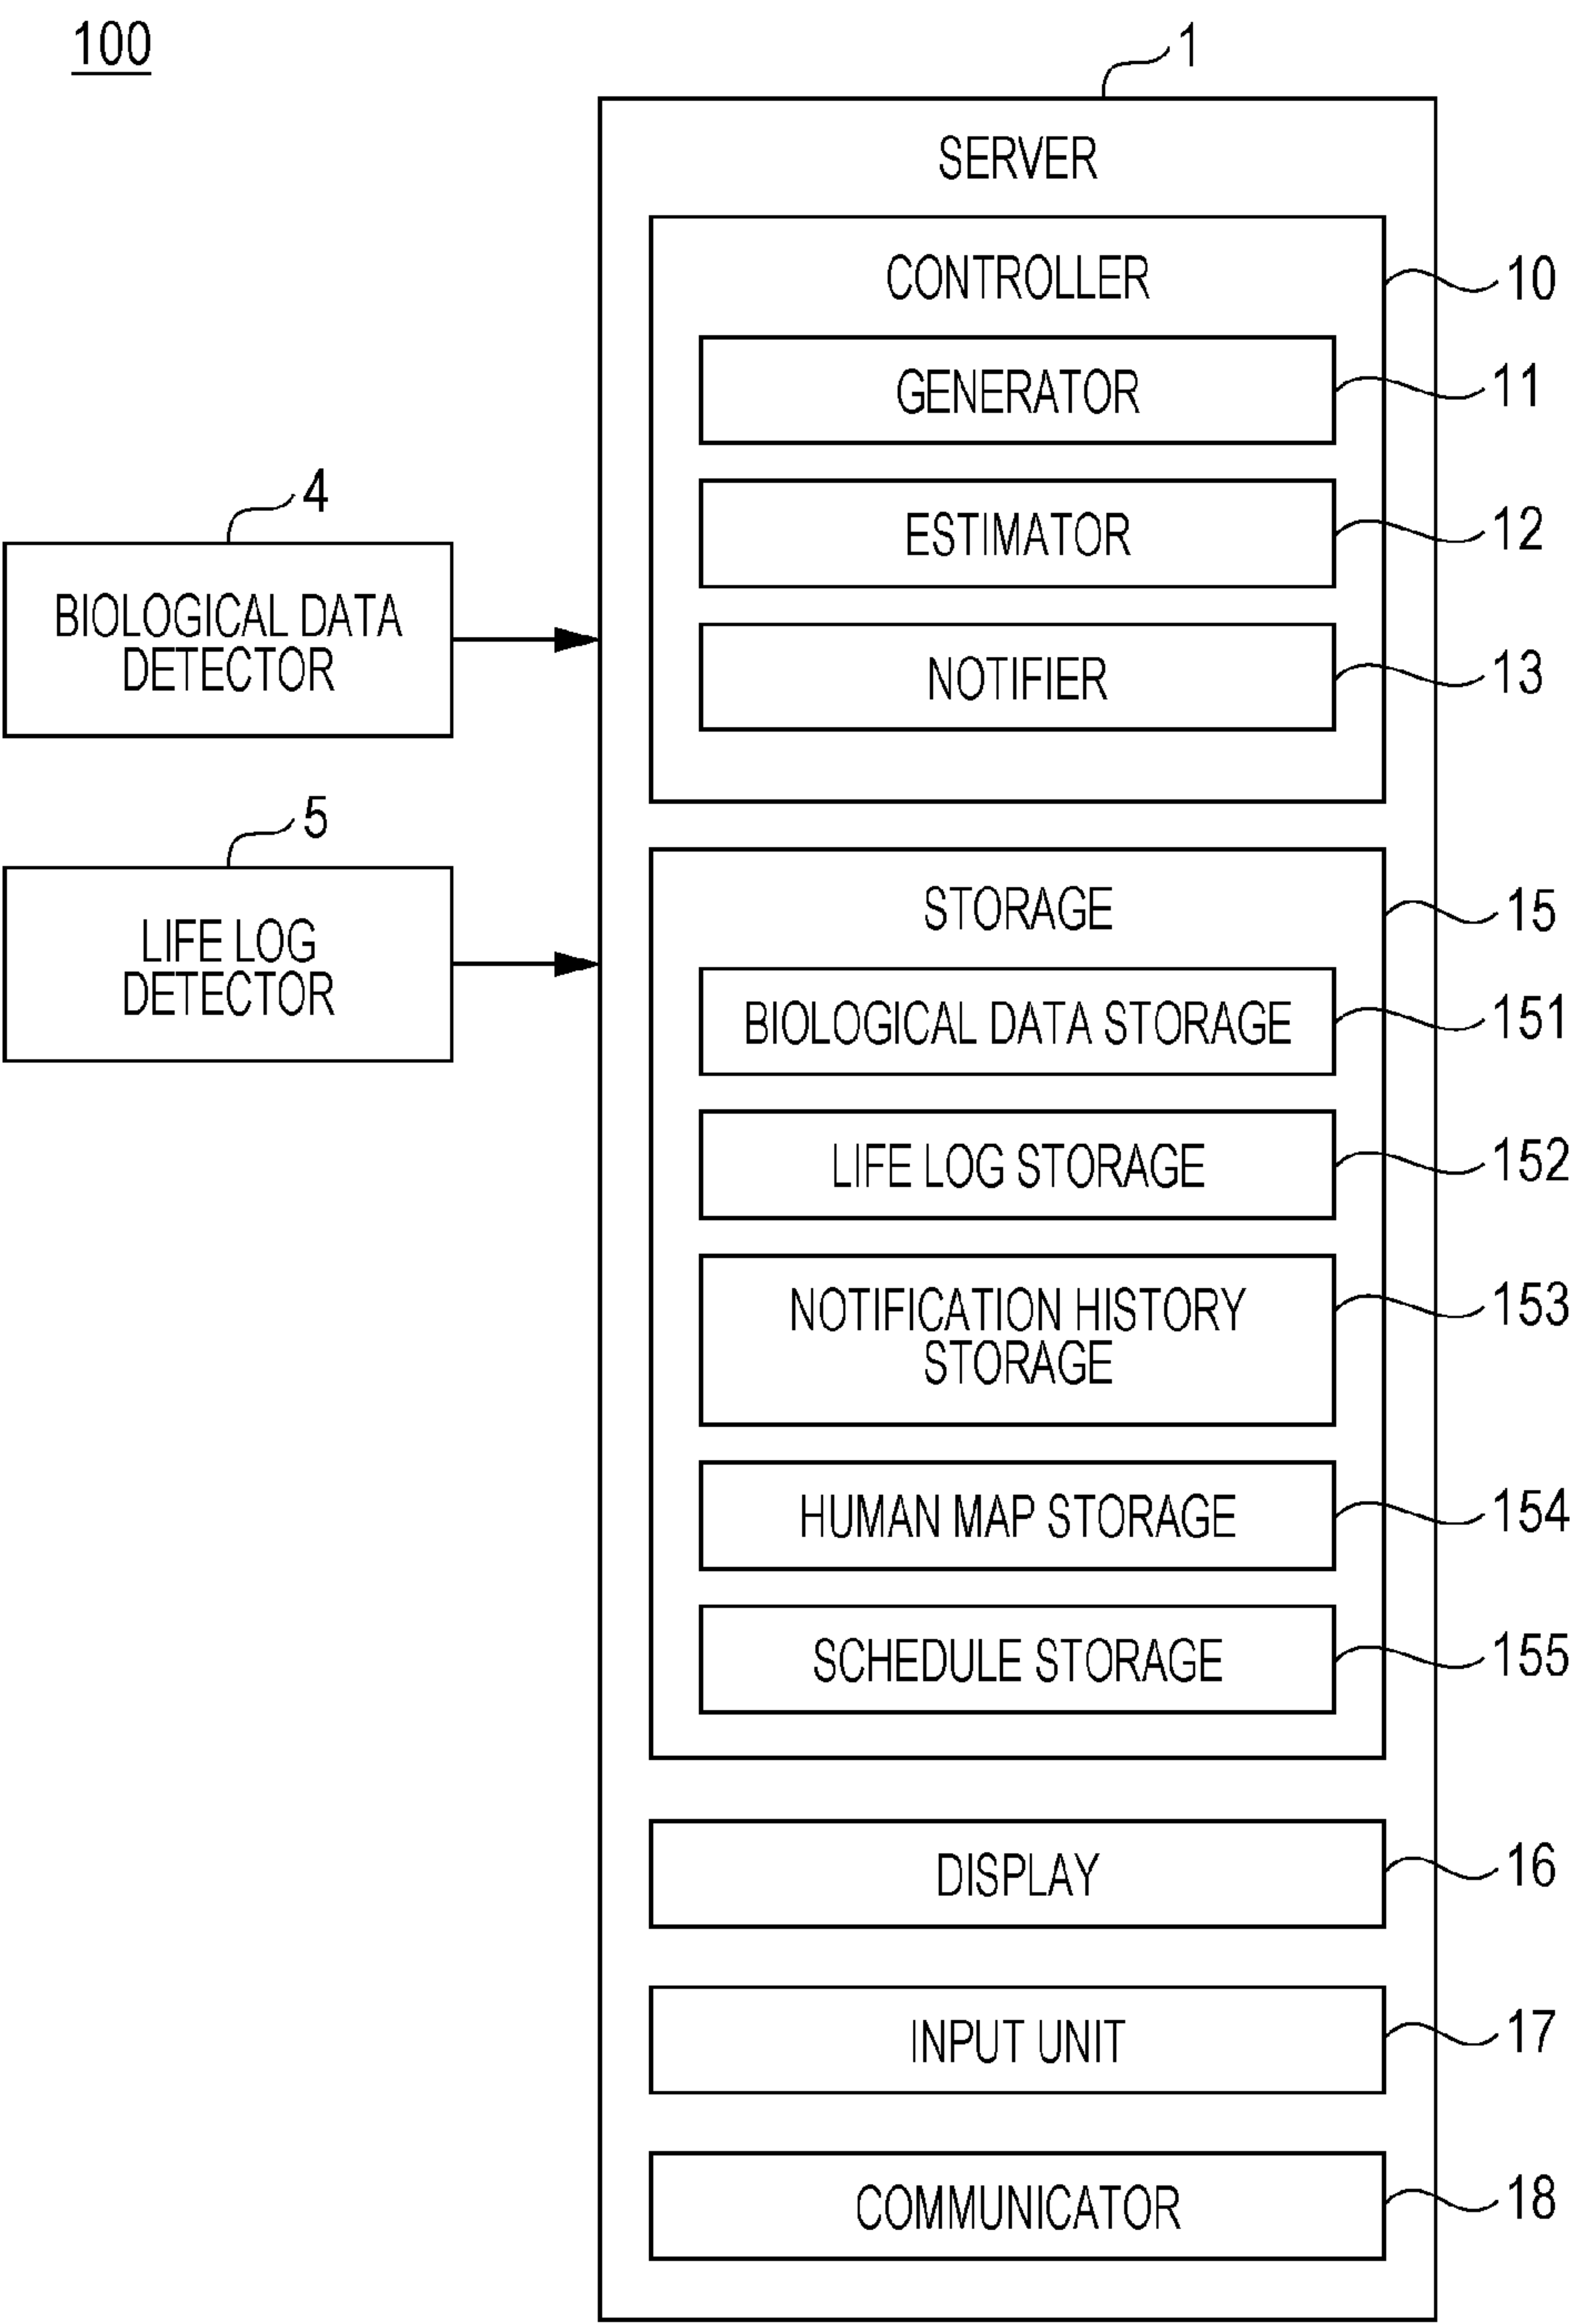 100
1
SERVER
CONTROLLER
10
GENERATOR
11
ESTIMATOR
12
NOTIFIER
13
4
BIOLOGICAL DATA
DETECTOR
5
LIFE LOG
DETECTOR
STORAGE
15
BIOLOGICAL DATA STORAGE
151
LIFE LOG STORAGE
152
NOTIFICATION HISTORY
STORAGE
153
HUMAN MAP STORAGE
154
SCHEDULE STORAGE
155
DISPLAY
16
INPUT UNIT
17
COMMUNICATOR
18